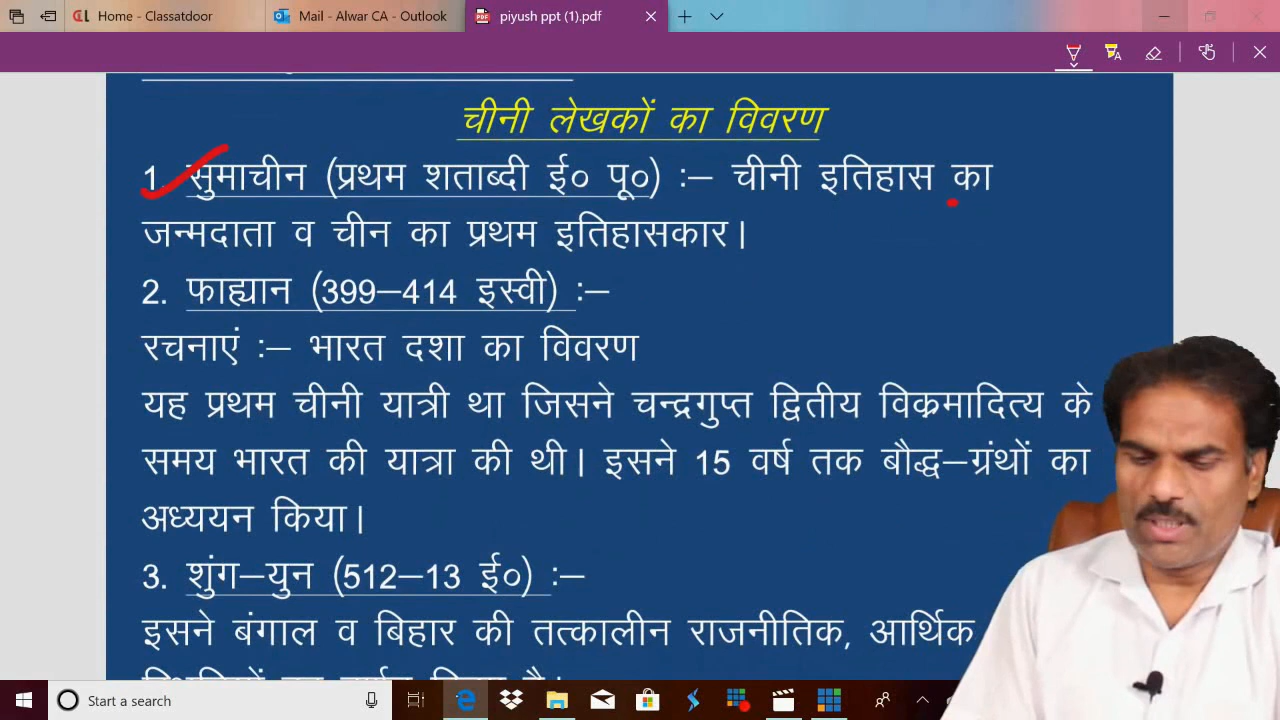 Home - Classatdoor
Mail - Alwar CA - Outlook
piyush ppt (1).pdf
चीनी लेखकों का विवरण
1. सुमाचीन (प्रथम शताब्दी ई० पू०) :– चीनी इतिहास का
जन्मदाता व चीन का प्रथम इतिहासकार।
2. फाह्यान (399–414 इस्वी) :–
रचनाएं :– भारत दशा का विवरण
यह प्रथम चीनी यात्री था जिसने चन्द्रगुप्त द्वितीय विक्रमादित्य के
समय भारत की यात्रा की थी। इसने 15 वर्ष तक बौद्ध–ग्रंथों का
अध्ययन किया।
3. शुंग–युन (512–13 ई०) :–
इसने बंगाल व बिहार की तत्कालीन राजनीतिक, आर्थिक
Start a search